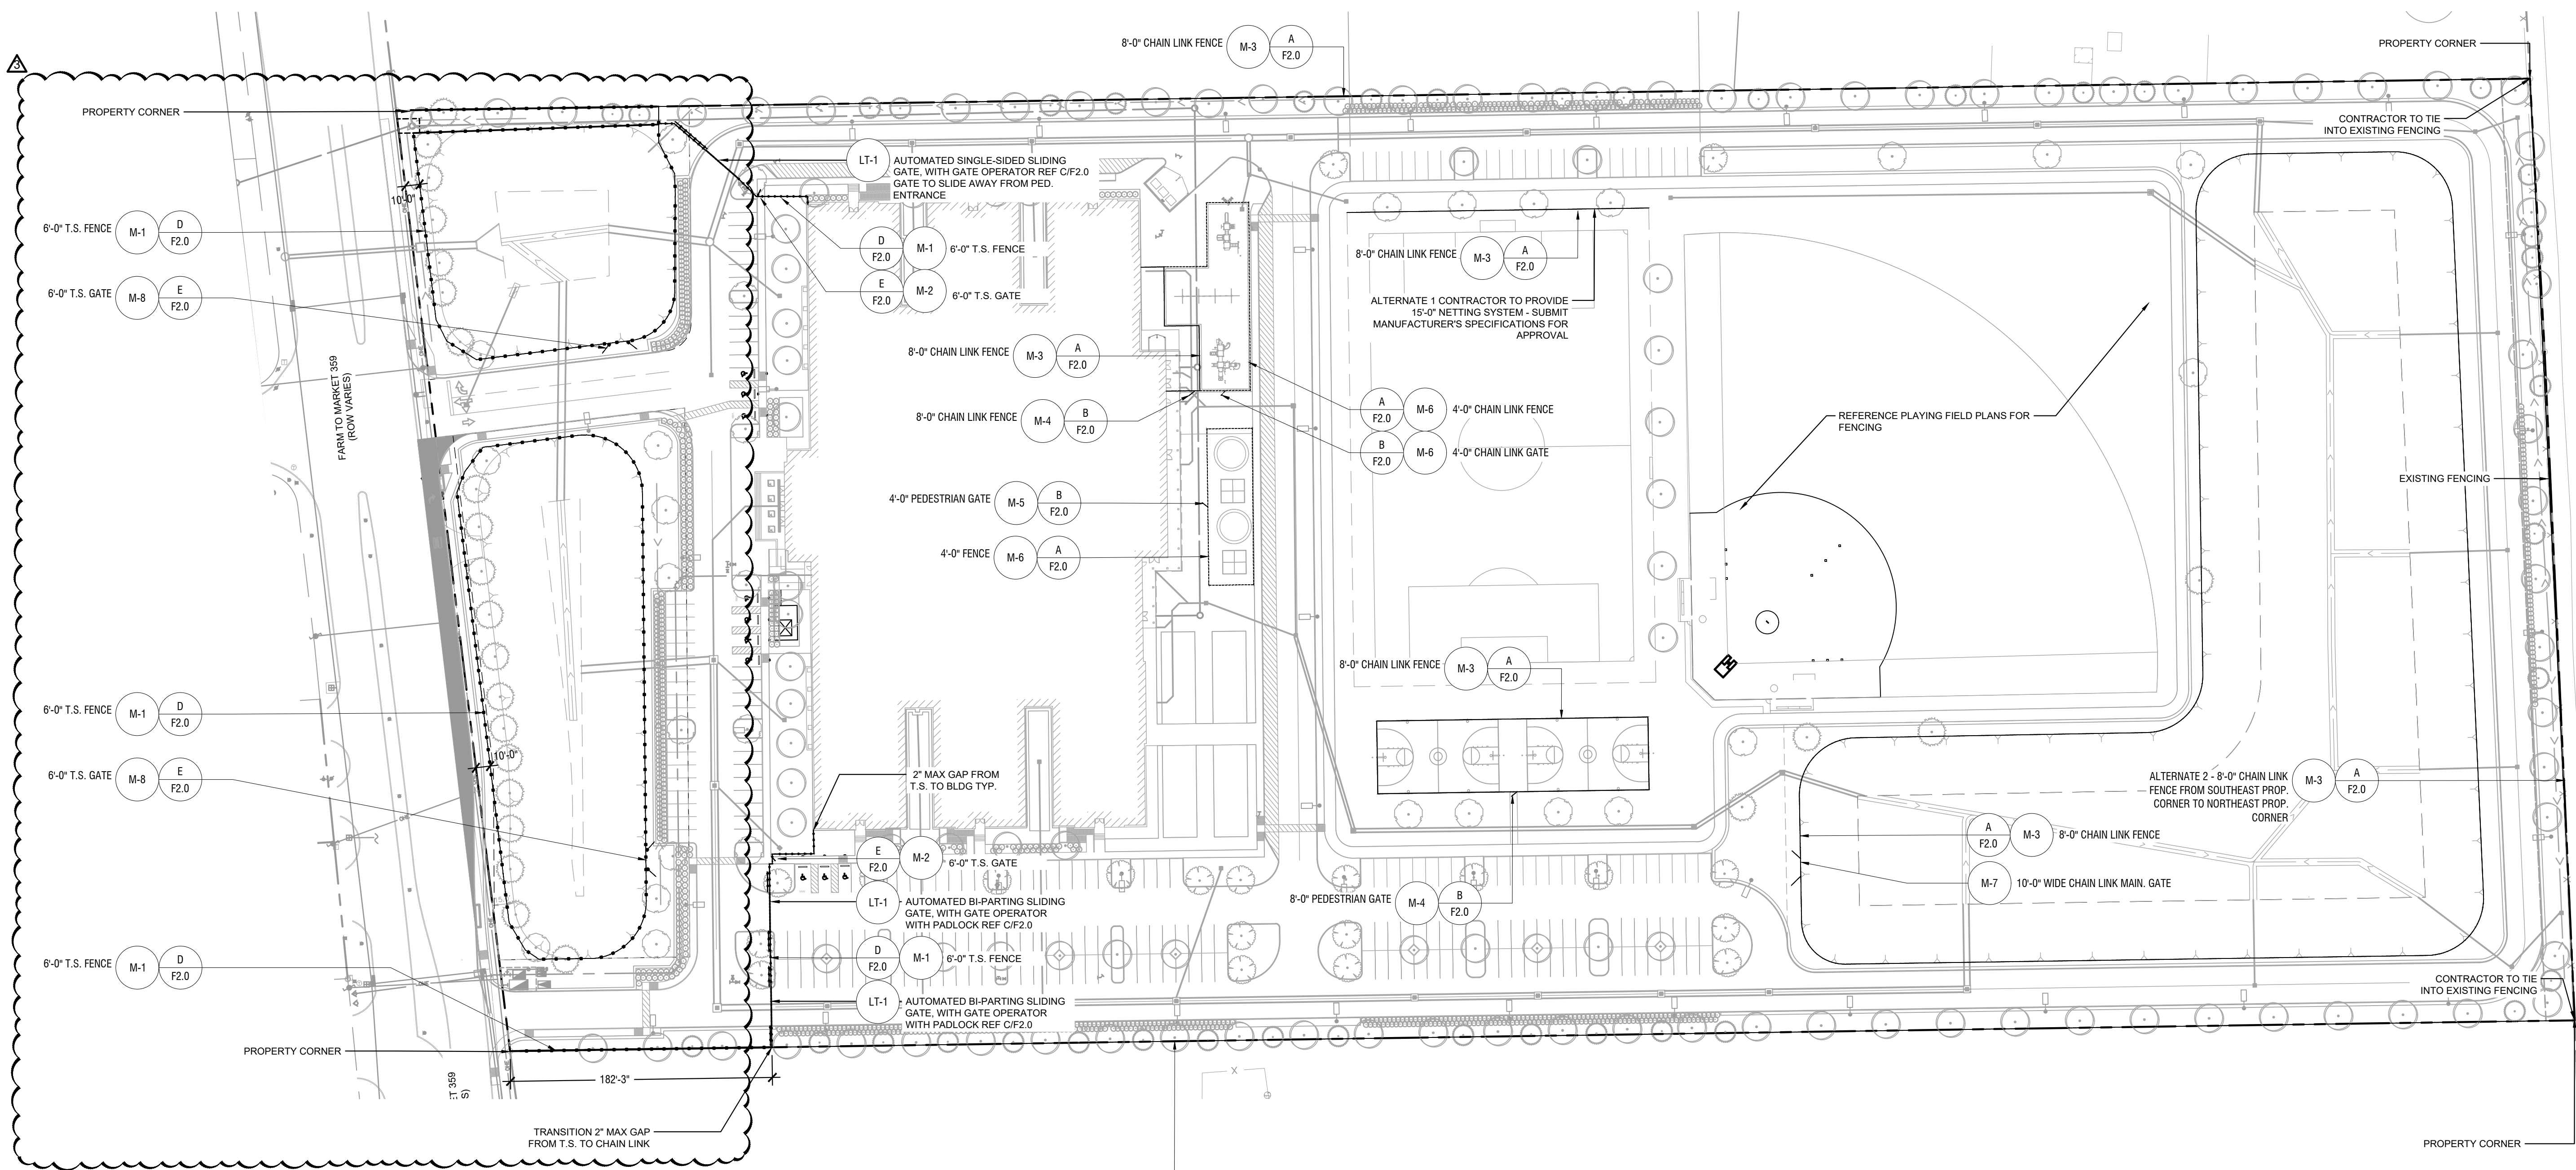 8'-0" CHAIN LINK FENCE
M-3
A
F2.0
PROPERTY CORNER
3
PROPERTY CORNER
CONTRACTOR TO TIE
INTO EXISTING FENCING
LT-1
AUTOMATED SINGLE-SIDED SLIDING
GATE, WITH GATE OPERATOR REF C/F2.0
GATE TO SLIDE AWAY FROM PED.
ENTRANCE
10'-0"
6'-0" T.S. FENCE
M-1
D
F2.0
D
F2.0
M-1
6'-0" T.S. FENCE
8'-0" CHAIN LINK FENCE
M-3
A
F2.0
6'-0" T.S. GATE
M-8
E
F2.0
E
F2.0
M-2
6'-0" T.S. GATE
ALTERNATE 1 CONTRACTOR TO PROVIDE
15'-0" NETTING SYSTEM - SUBMIT
MANUFACTURER'S SPECIFICATIONS FOR
APPROVAL
8'-0" CHAIN LINK FENCE
M-3
A
F2.0
FARM TO MARKET 359
(ROW VARIES)
A
F2.0
M-6
4'-0" CHAIN LINK FENCE
8'-0" CHAIN LINK FENCE
M-4
B
F2.0
REFERENCE PLAYING FIELD PLANS FOR
FENCING
B
F2.0
M-6
4'-0" CHAIN LINK GATE
EXISTING FENCING
4'-0" PEDESTRIAN GATE
M-5
B
F2.0
4'-0" FENCE
M-6
A
F2.0
8'-0" CHAIN LINK FENCE
M-3
A
F2.0
6'-0" T.S. FENCE
M-1
D
F2.0
10'-0"
6'-0" T.S. GATE
M-8
E
F2.0
2" MAX GAP FROM
T.S. TO BLDG TYP.
ALTERNATE 2 - 8'-0" CHAIN LINK
FENCE FROM SOUTHEAST PROP.
CORNER TO NORTHEAST PROP.
CORNER
M-3
A
F2.0
A
F2.0
M-3
8'-0" CHAIN LINK FENCE
E
F2.0
M-2
6'-0" T.S. GATE
M-7
10'-0" WIDE CHAIN LINK MAIN. GATE
LT-1
AUTOMATED BI-PARTING SLIDING
GATE, WITH GATE OPERATOR
WITH PADLOCK REF C/F2.0
8'-0" PEDESTRIAN GATE
M-4
B
F2.0
6'-0" T.S. FENCE
M-1
D
F2.0
D
F2.0
M-1
6'-0" T.S. FENCE
LT-1
AUTOMATED BI-PARTING SLIDING
GATE, WITH GATE OPERATOR
WITH PADLOCK REF C/F2.0
CONTRACTOR TO TIE
INTO EXISTING FENCING
PROPERTY CORNER
182'-3"
ET 359
S)
TRANSITION 2" MAX GAP
FROM T.S. TO CHAIN LINK
PROPERTY CORNER